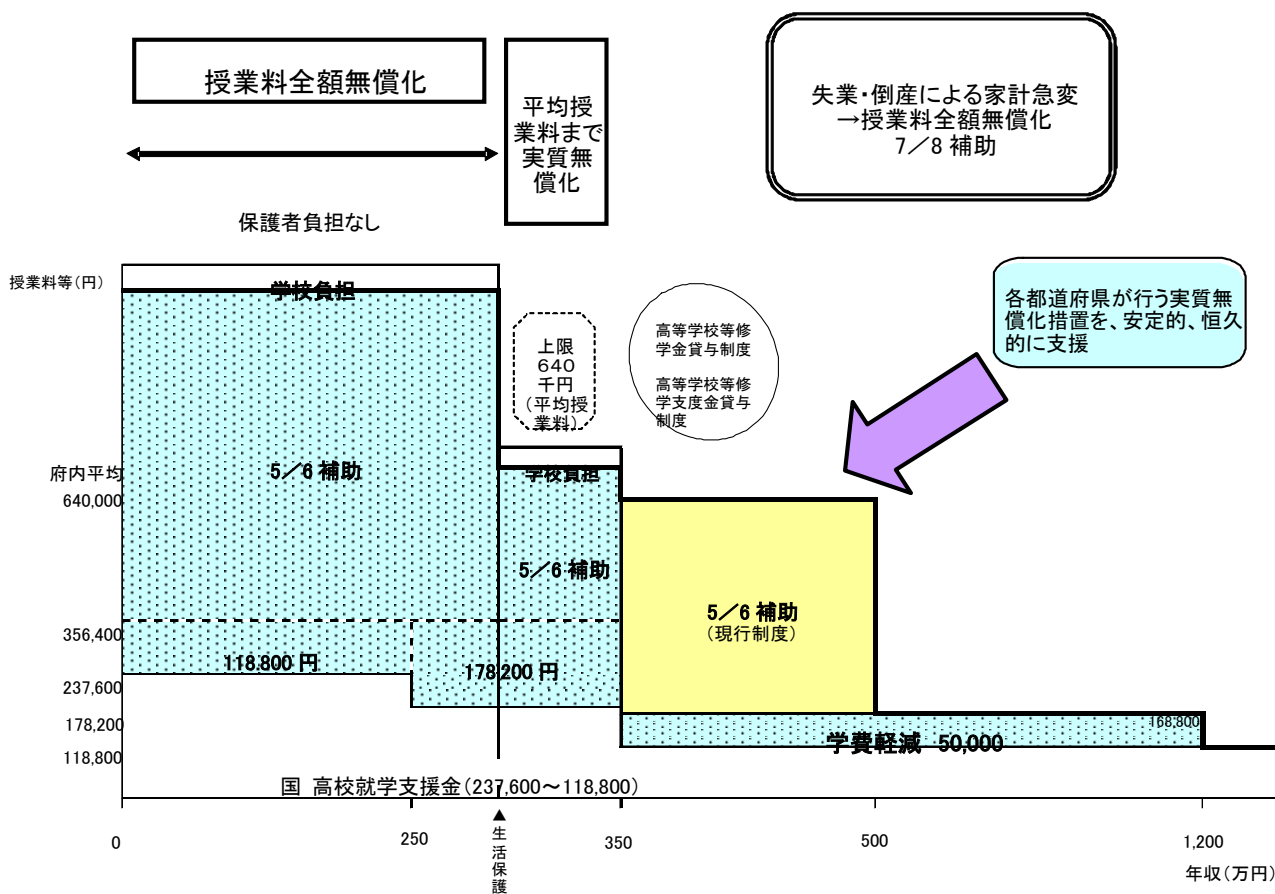 授業料全額無償化
平均授
業料まで
実質無
償化
失業・倒産による家計急変
→授業料全額無償化
7/8 補助
保護者負担なし
授業料等(円)
学校負担
上限
640
千円
(平均授
業料)
高等学校等修
学金貸与制度
高等学校等修
学支度金貸与
制度
各都道府県が行う実質無
償化措置を、安定的、恒久
的に支援
府内平均
640,000
5/6 補助
学校負担
5/6 補助
5/6 補助
(現行制度)
356,400
237,600
178,200
118,800
118,800 円
178,200 円
168,800
学費軽減 50,000
国 高校就学支援金(237,600~118,800)
0
250
▲
生
活
保
護
350
500
1,200
年収(万円)